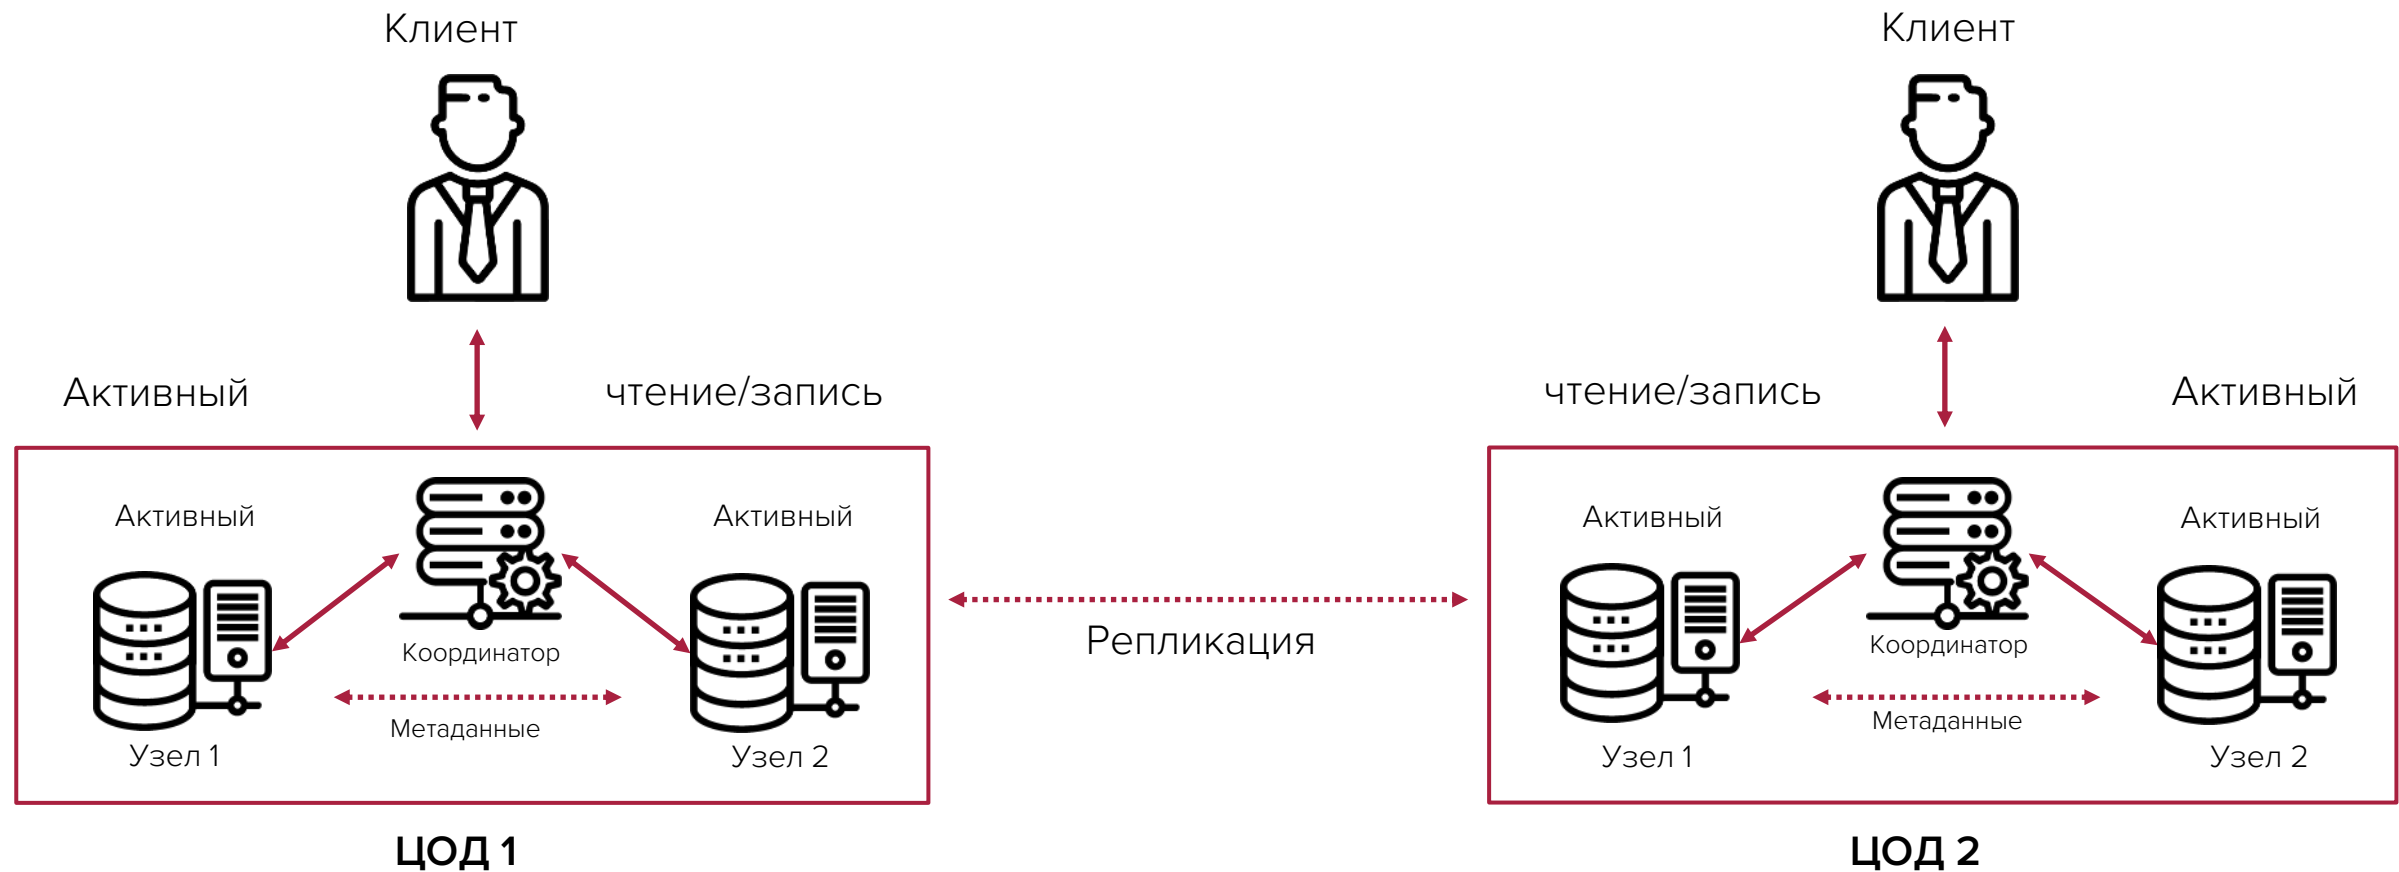 Клиент
Клиент
Активный
чтение/запись
чтение/запись
Активный
Активный
Активный
Активный
Активный
Координатор
Репликация
Координатор
Метаданные
Метаданные
Узел 1
Узел 2
Узел 1
Узел 2
ЦОД 1
ЦОД 2